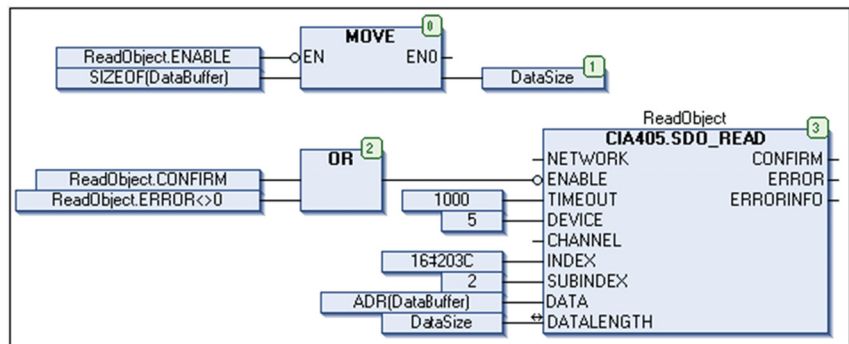 MOVE 0
ReadObject.ENABLE EN ENO
SIZEOF(DataBuffer) DataSize 1
ReadObject
OR 2 CIA405.SDO_READ 3
NETWORK CONFIRM
ReadObject.CONFIRM ENABLE ERROR
ReadObject.ERROR<>0 1000 TIMEOUT ERRORINFO
5 DEVICE
CHANNEL
16#203C INDEX
2 SUBINDEX
ADR(DataBuffer) DATA
DataSize DATALENGTH